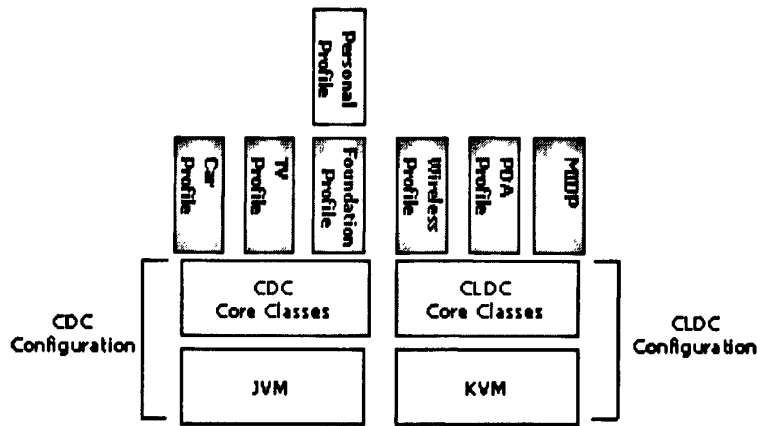 Personal
Profile
Car
Profile
TV
Profile
Foundation
Profile
Wireless
Profile
PDA
Profile
MIDP
CDC
Configuration
CDC
Core Classes
CLDC
Core Classes
CLDC
Configuration
JVM
KVM